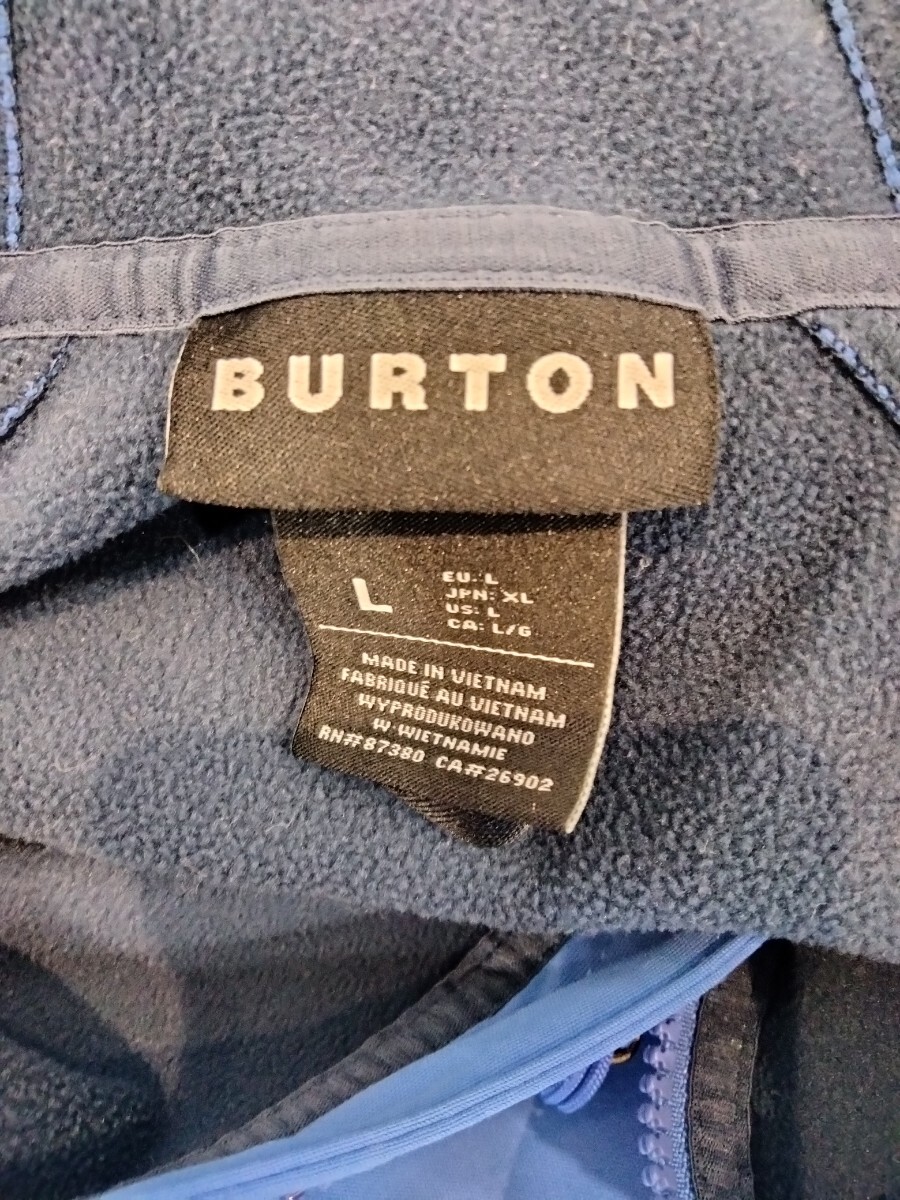 BURTON
L
EU: L
JPN: XL
US: L
CA: L/G
MADE IN VIETNAM
FABRIQUÉ AU VIETNAM
WYPRODUKOWANO
W WIETNAMIE
RN#87380 CA#26902